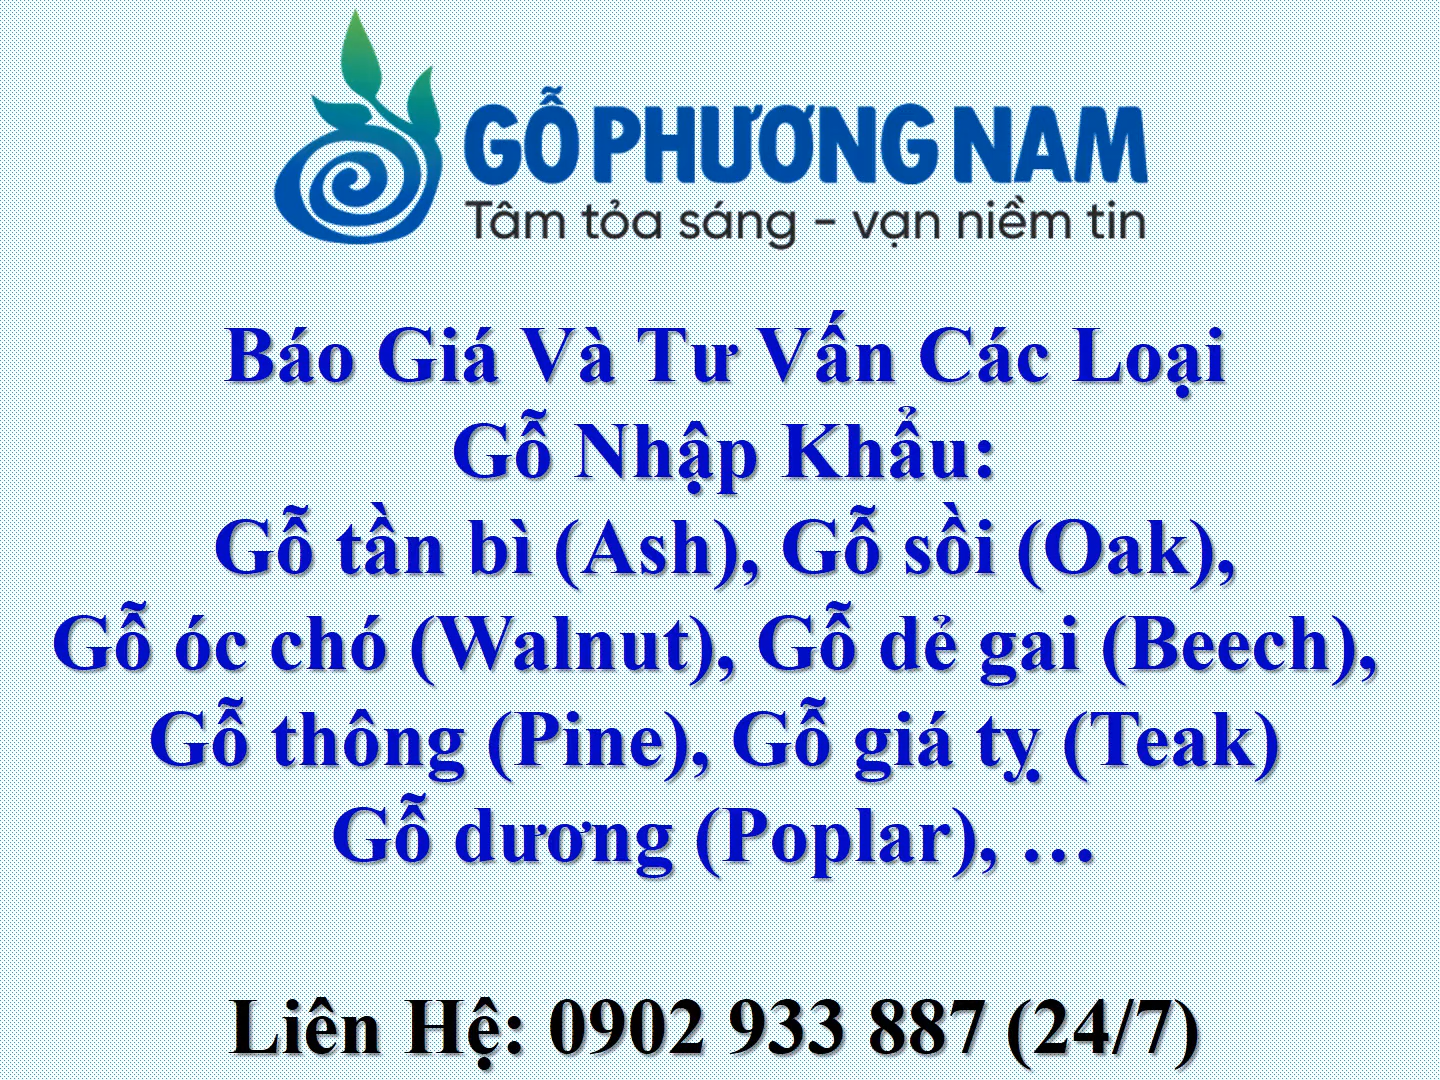 GỖ PHƯƠNG NAM
Tâm tỏa sáng - vạn niềm tin
Báo Giá Và Tư Vấn Các Loại
Gỗ Nhập Khẩu:
Gỗ tần bì (Ash), Gỗ sồi (Oak),
Gỗ óc chó (Walnut), Gỗ dẻ gai (Beech),
Gỗ thông (Pine), Gỗ giá tỵ (Teak)
Gỗ dương (Poplar), …
Liên Hệ: 0902 933 887 (24/7)